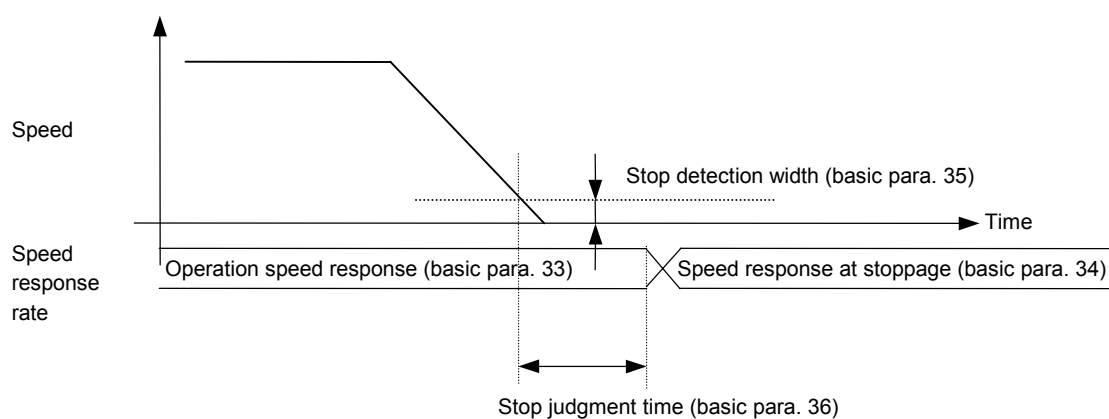 Speed
Stop detection width (basic para. 35)
Time
Speed
response
rate
Operation speed response (basic para. 33)
Speed response at stoppage (basic para. 34)
Stop judgment time (basic para. 36)